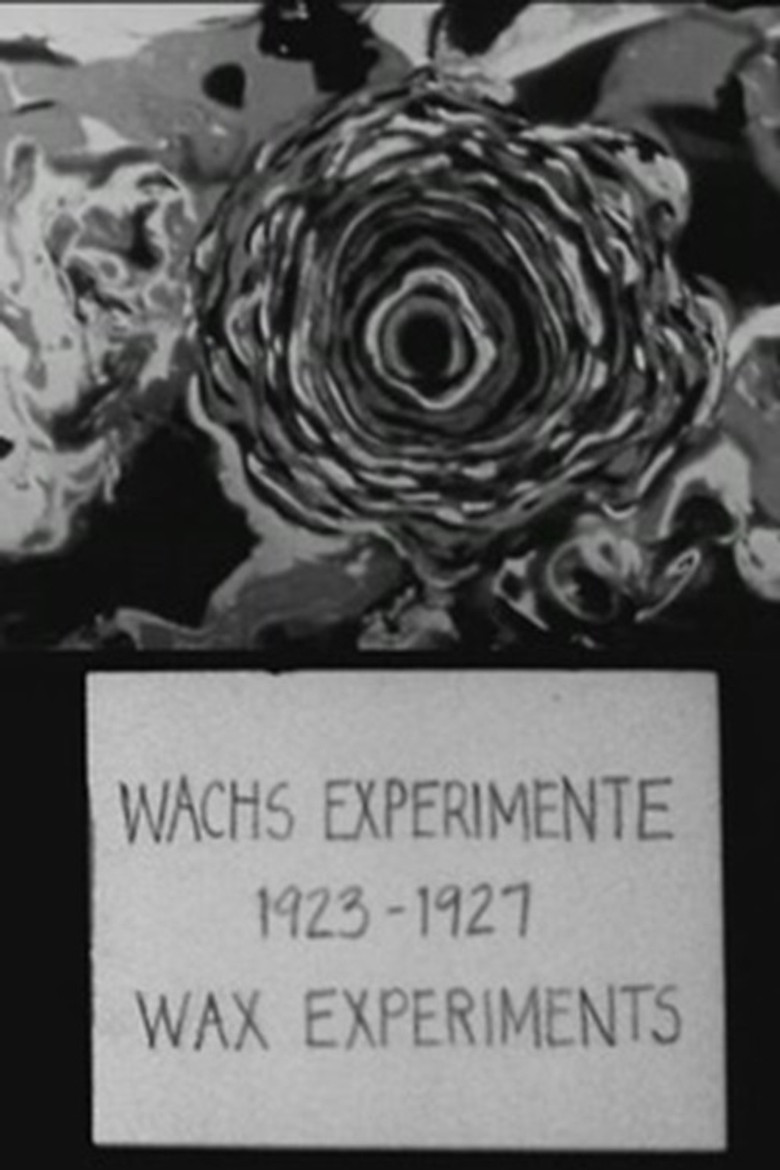 WACHS EXPERIMENTE
1923-1927
WAX EXPERIMENTS